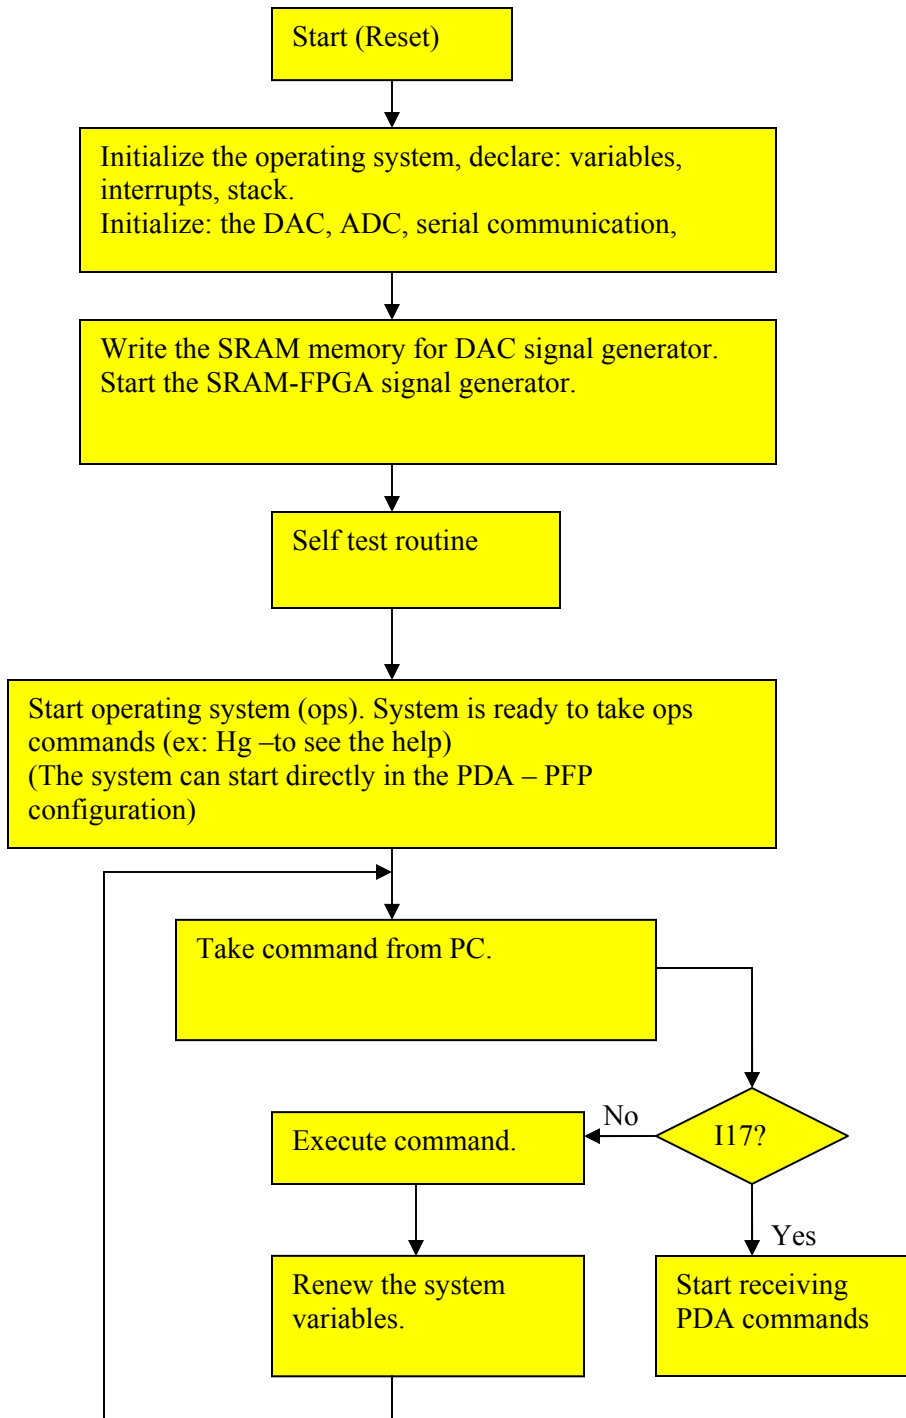 Start (Reset)
Initialize the operating system, declare: variables,
interrupts, stack.
Initialize: the DAC, ADC, serial communication,
Write the SRAM memory for DAC signal generator.
Start the SRAM-FPGA signal generator.
Self test routine
Start operating system (ops). System is ready to take ops
commands (ex: Hg –to see the help)
(The system can start directly in the PDA – PFP
configuration)
Take command from PC.
I17?
No
Execute command.
Yes
Renew the system
variables.
Start receiving
PDA commands